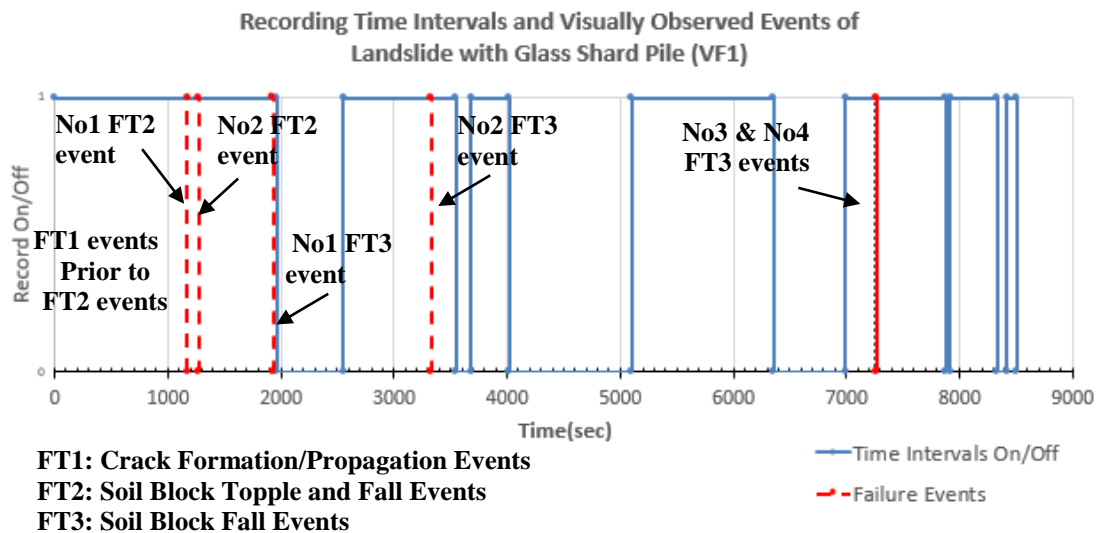 Recording Time Intervals and Visually Observed Events of
Landslide with Glass Shard Pile (VF1)
1
No1 FT2
event
No2 FT2
event
No2 FT3
event
No3 & No4
FT3 events
FT1 events
Prior to
FT2 events
No1 FT3
event
Record On/Off
0
0 1000 2000 3000 4000 5000 6000 7000 8000 9000
Time(sec)
FT1: Crack Formation/Propagation Events
FT2: Soil Block Topple and Fall Events
FT3: Soil Block Fall Events
Time Intervals On/Off
Failure Events